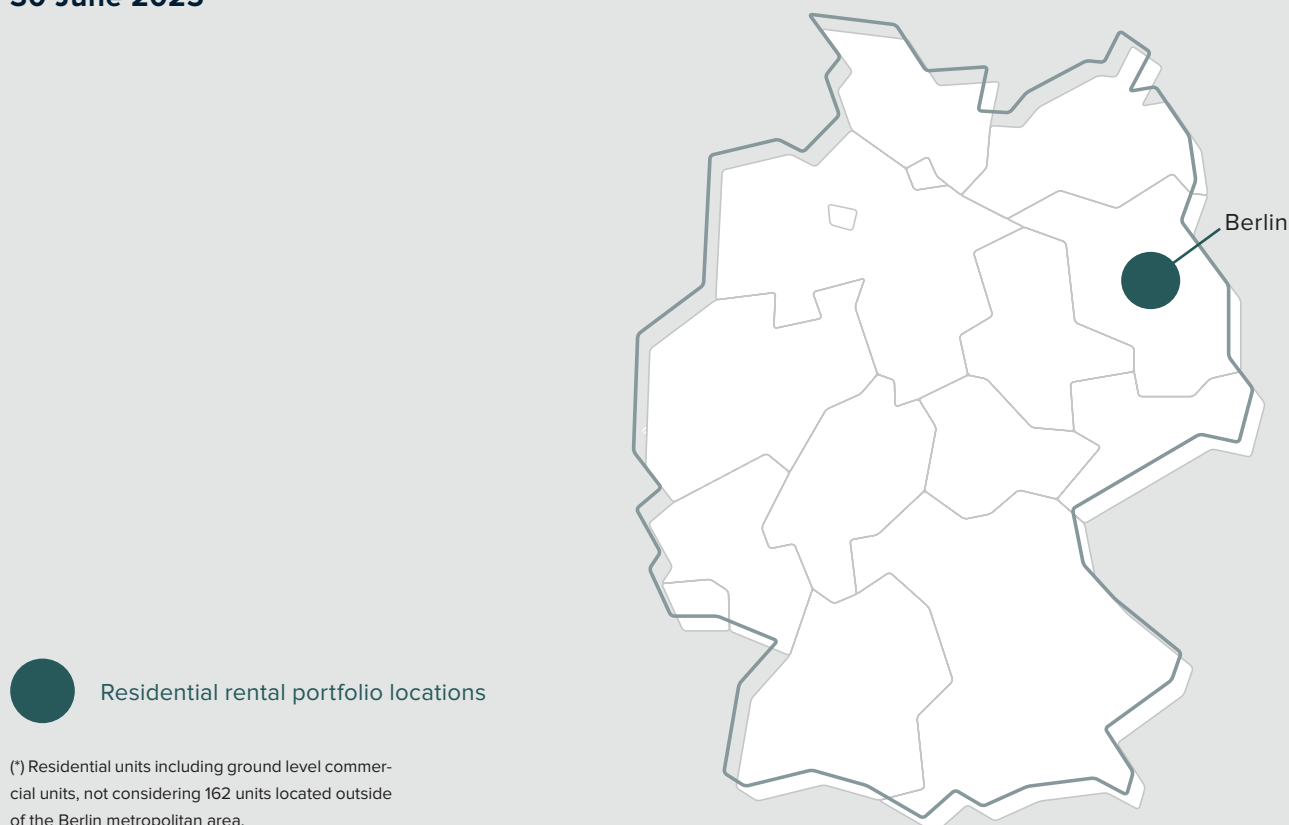 30 June 2023
Berlin
Residential rental portfolio locations
(*) Residential units including ground level commer-
cial units, not considering 162 units located outside
of the Berlin metropolitan area.